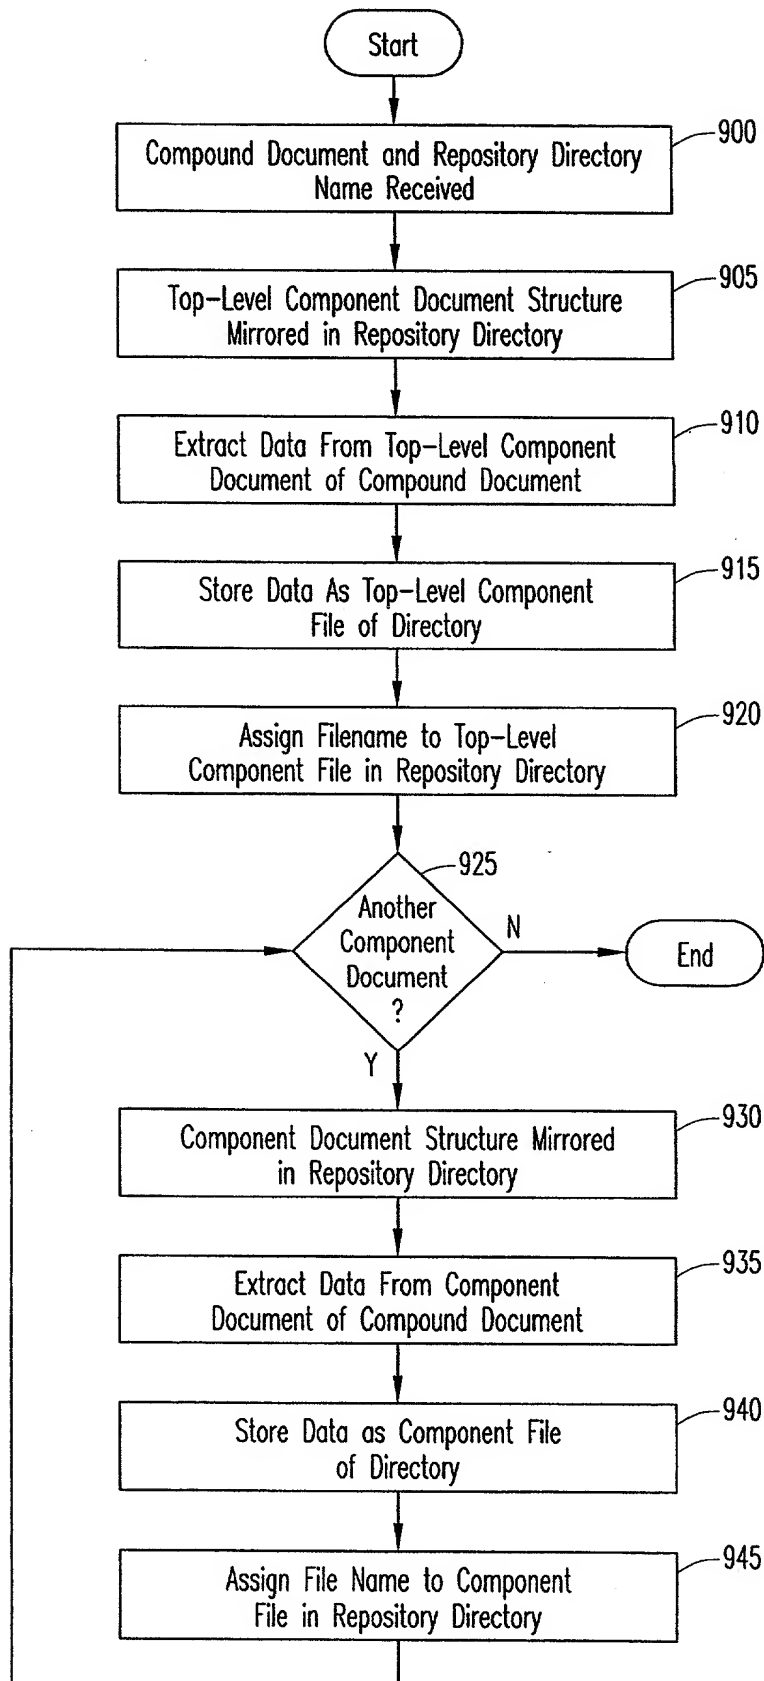 Start
900
Compound Document and Repository Directory
Name Received
905
Top-Level Component Document Structure
Mirrored in Repository Directory
910
Extract Data From Top-Level Component
Document of Compound Document
915
Store Data As Top-Level Component
File of Directory
920
Assign Filename to Top-Level
Component File in Repository Directory
925
Another
Component
Document
?
N
End
Y
930
Component Document Structure Mirrored
in Repository Directory
935
Extract Data From Component
Document of Compound Document
940
Store Data as Component File
of Directory
945
Assign File Name to Component
File in Repository Directory